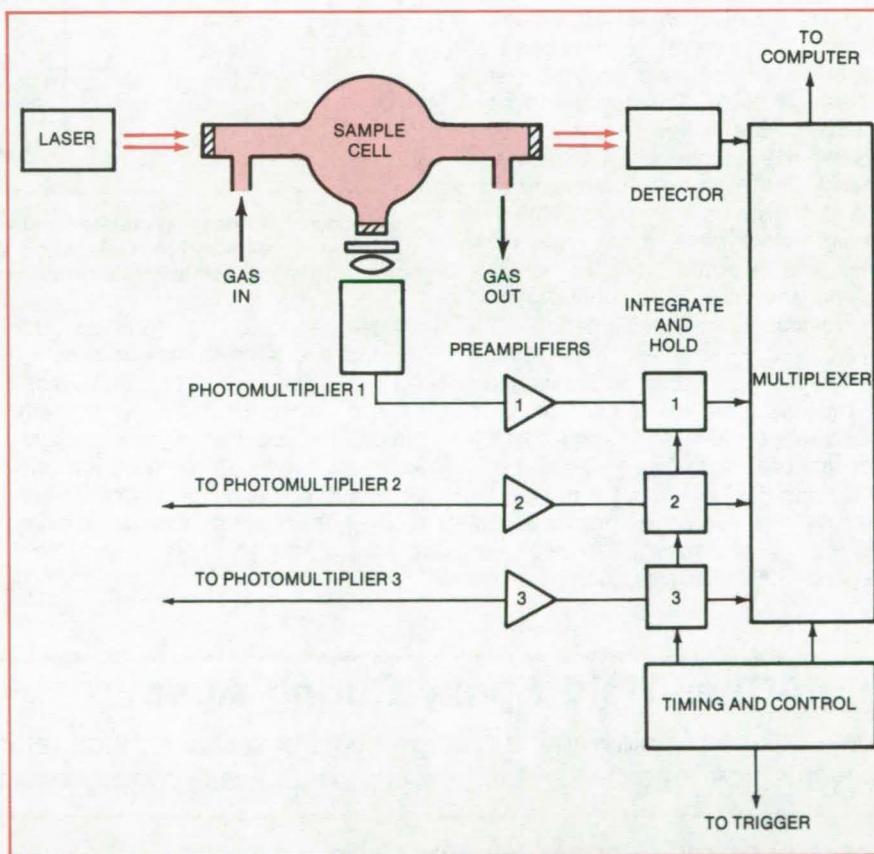 TO
COMPUTER
LASER
SAMPLE
CELL
DETECTOR
GAS
IN
GAS
OUT
INTEGRATE
AND
HOLD
PREAMPLIFIERS
MULTIPLEXER
PHOTOMULTIPLIER 1
1
1
TO PHOTOMULTIPLIER 2
2
2
TO PHOTOMULTIPLIER 3
3
3
TIMING AND CONTROL
TO TRIGGER